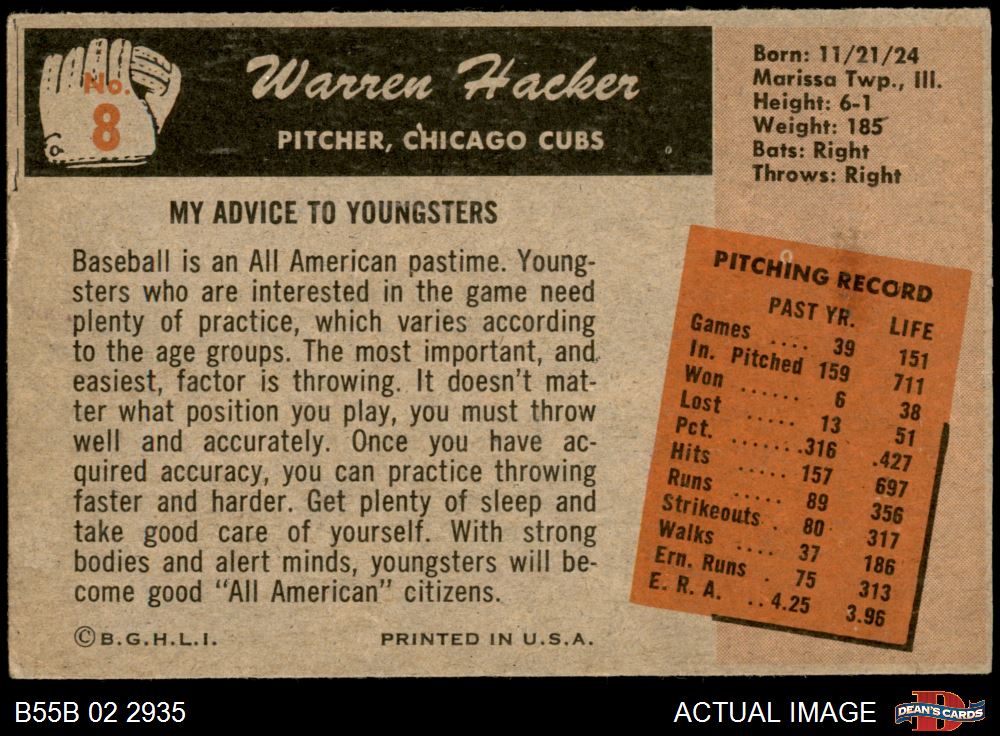 No.
8
Warren Hacker
PITCHER, CHICAGO CUBS
Born: 11/21/24
Marissa Twp., Ill.
Height: 6-1
Weight: 185
Bats: Right
Throws: Right
MY ADVICE TO YOUNGSTERS
Baseball is an All American pastime. Young-
sters who are interested in the game need
plenty of practice, which varies according
to the age groups. The most important, and
easiest, factor is throwing. It doesn't mat-
ter what position you play, you must throw
well and accurately. Once you have ac-
quired accuracy, you can practice throwing
faster and harder. Get plenty of sleep and
take good care of yourself. With strong
bodies and alert minds, youngsters will be-
come good "All American" citizens.
©B.G.H.L.I. PRINTED IN U.S.A.
PITCHING RECORD
PAST YR. LIFE
Games .... 39 151
In. Pitched 159 711
Won ...... 6 38
Lost ..... 13 51
Pct. .......316 .427
Hits ..... 157 697
Runs ..... 89 356
Strikeouts . 80 317
Walks .... 37 186
Ern. Runs . 75 313
E. R. A. ..4.25 3.96
B55B 02 2935
ACTUAL IMAGE
D
DEAN'S CARDS